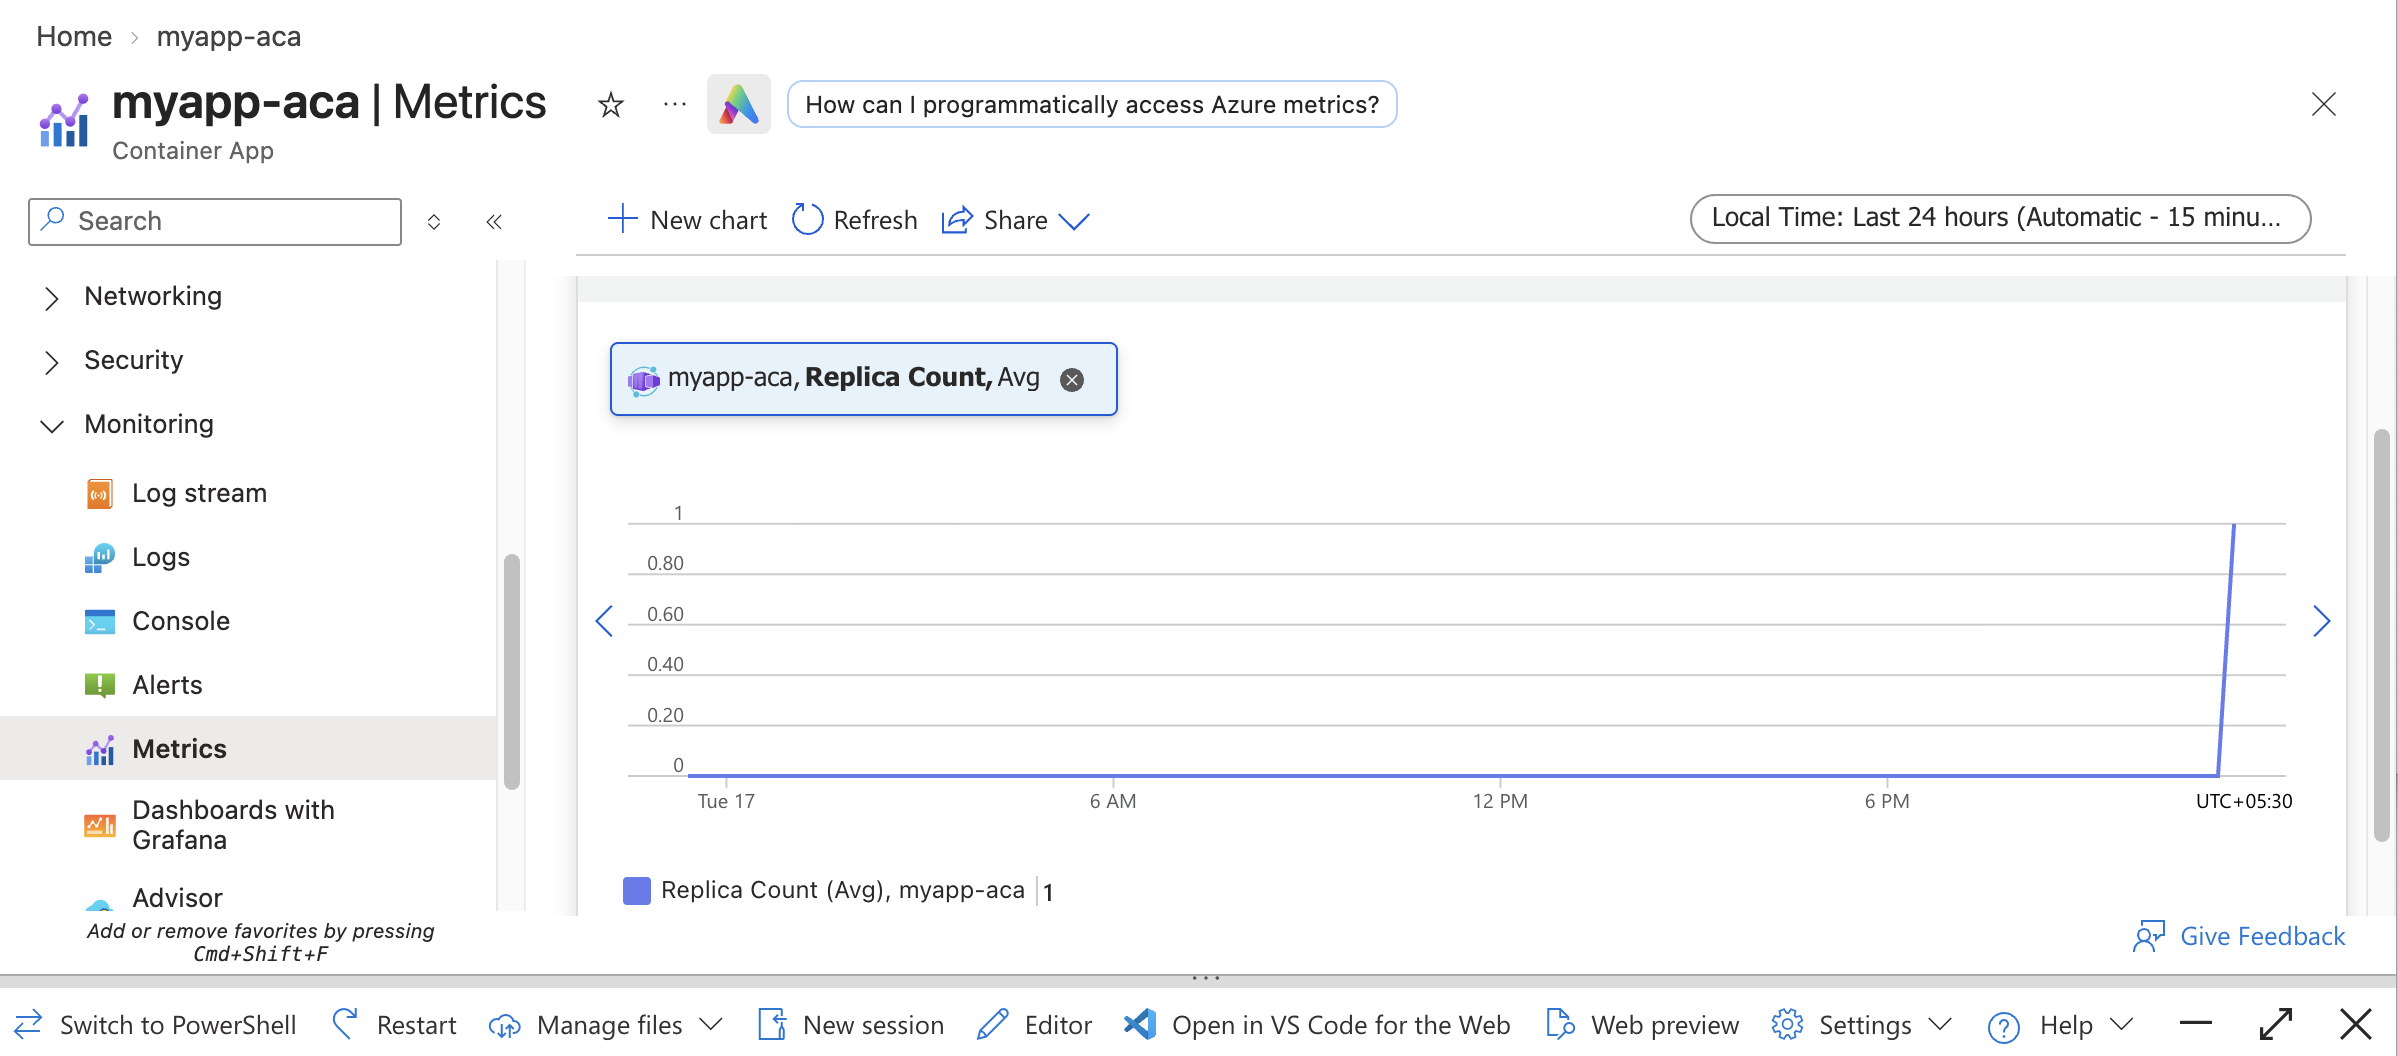 Home > myapp-aca
myapp-aca | Metrics
How can I programmatically access Azure metrics?
Container App
Search
New chart
Refresh
Share
Local Time: Last 24 hours (Automatic - 15 minu...
Networking
Security
Monitoring
Log stream
Logs
Console
Alerts
Metrics
Dashboards with
Grafana
Advisor
Add or remove favorites by pressing
Cmd+Shift+F
myapp-aca, Replica Count, Avg
1
0.80
0.60
0.40
0.20
0
Tue 17
6 AM
12 PM
6 PM
UTC+05:30
Replica Count (Avg), myapp-aca | 1
Give Feedback
Switch to PowerShell
Restart
Manage files
New session
Editor
Open in VS Code for the Web
Web preview
Settings
Help